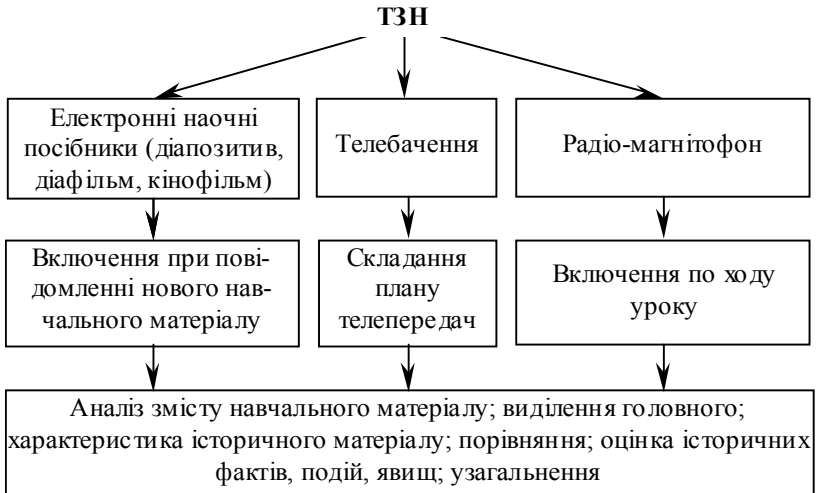 ТЗН
Електронні наочні
посібники (діапозитив,
діафільм, кінофільм)
Телебачення
Радіо-магнітофон
Включення при пові-
домленні нового нав-
чального матеріалу
Складання
плану
телепередач
Включення по ходу
уроку
Аналіз змісту навчального матеріалу; виділення головного;
характеристика історичного матеріалу; порівняння; оцінка історичних
фактів, подій, явищ; узагальнення